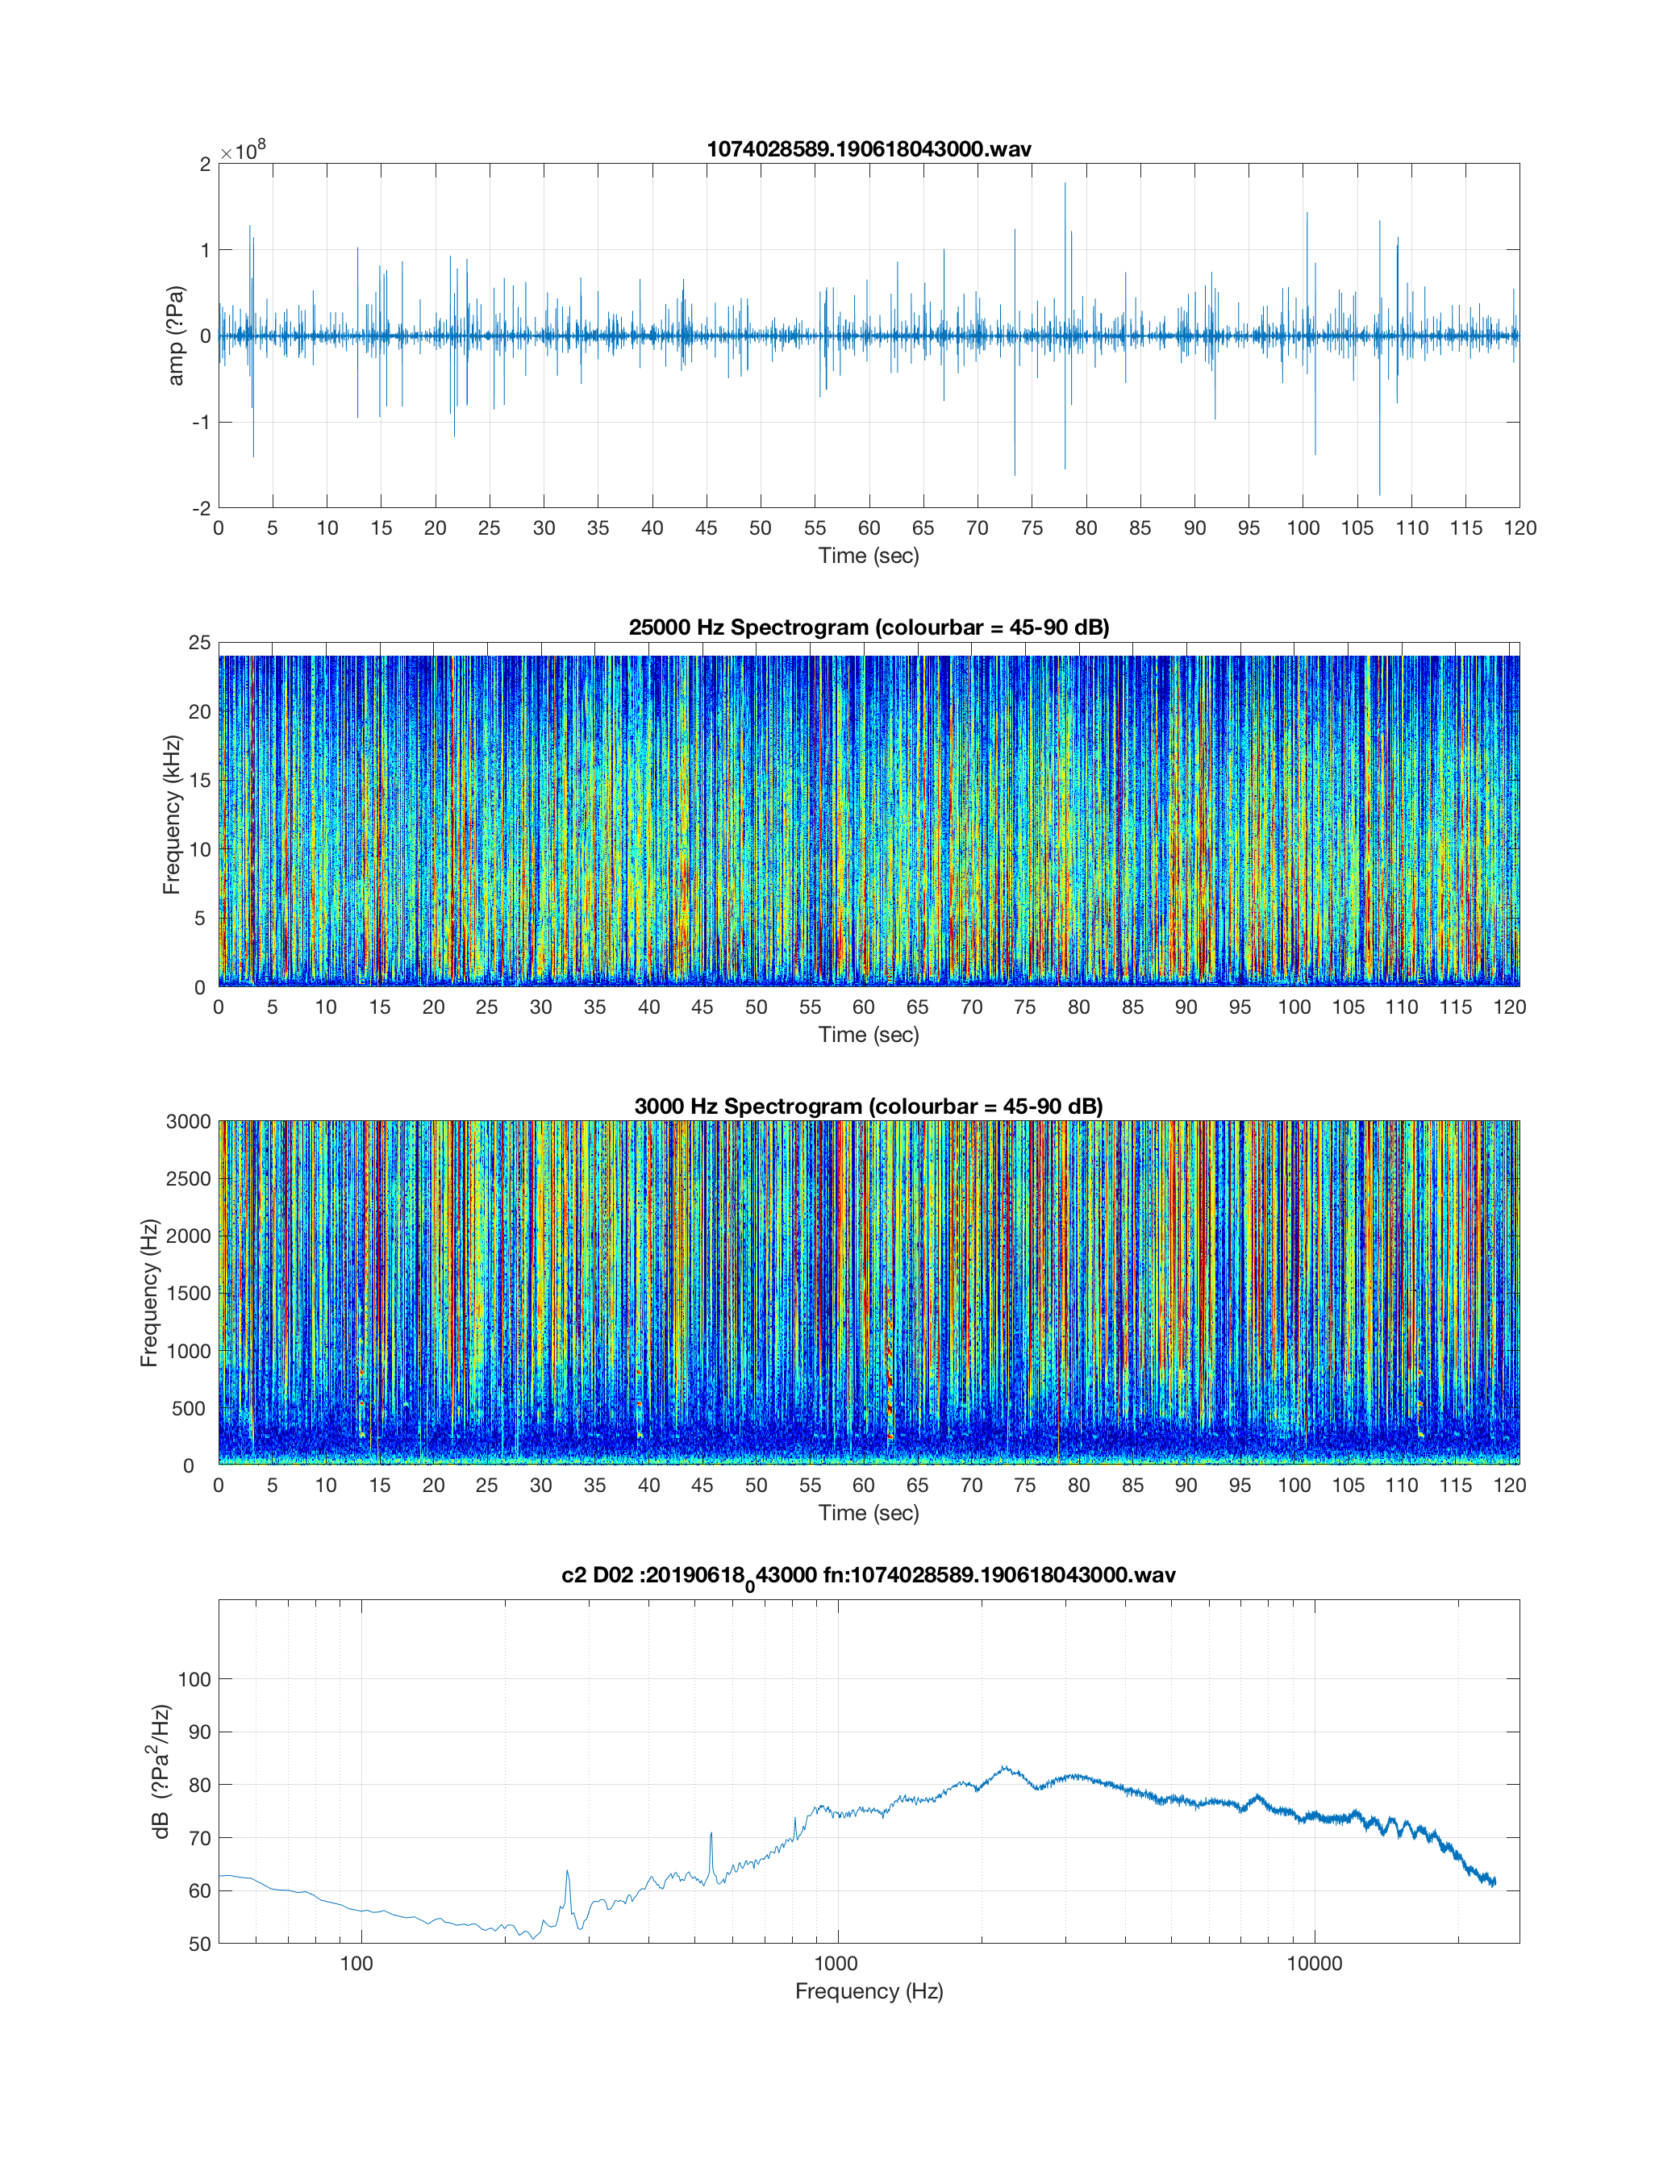 1074028589.190618043000.wav
×10⁸
2
1
0
-1
-2
amp (?Pa)
0 5 10 15 20 25 30 35 40 45 50 55 60 65 70 75 80 85 90 95 100 105 110 115 120
Time (sec)
25000 Hz Spectrogram (colourbar = 45-90 dB)
25
20
15
10
5
0
Frequency (kHz)
0 5 10 15 20 25 30 35 40 45 50 55 60 65 70 75 80 85 90 95 100 105 110 115 120
Time (sec)
3000 Hz Spectrogram (colourbar = 45-90 dB)
3000
2500
2000
1500
1000
500
0
Frequency (Hz)
0 5 10 15 20 25 30 35 40 45 50 55 60 65 70 75 80 85 90 95 100 105 110 115 120
Time (sec)
c2 D02 :20190618₀43000 fn:1074028589.190618043000.wav
100
90
80
70
60
50
dB (?Pa²/Hz)
100 1000 10000
Frequency (Hz)